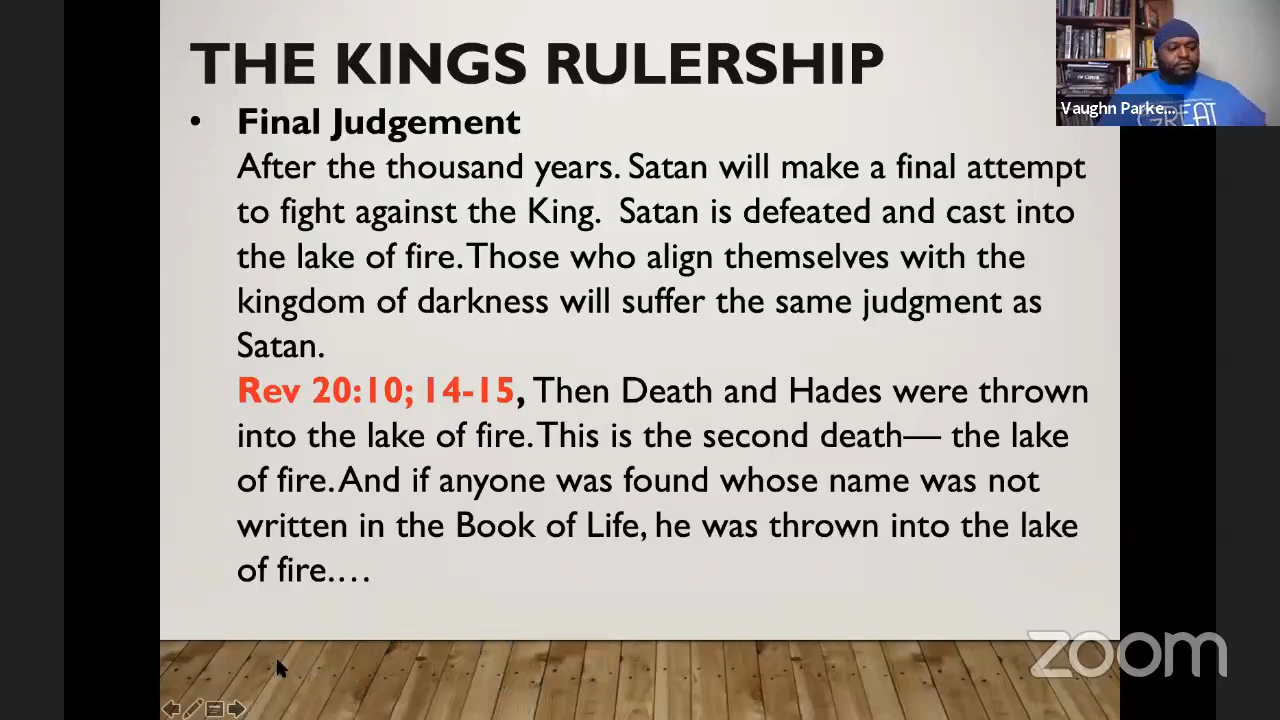 THE KINGS RULERSHIP
• Final Judgement
After the thousand years. Satan will make a final attempt
to fight against the King. Satan is defeated and cast into
the lake of fire. Those who align themselves with the
kingdom of darkness will suffer the same judgment as
Satan.
Rev 20:10; 14-15, Then Death and Hades were thrown
into the lake of fire. This is the second death— the lake
of fire. And if anyone was found whose name was not
written in the Book of Life, he was thrown into the lake
of fire.…
Vaughn Parke...
GREAT
zoom